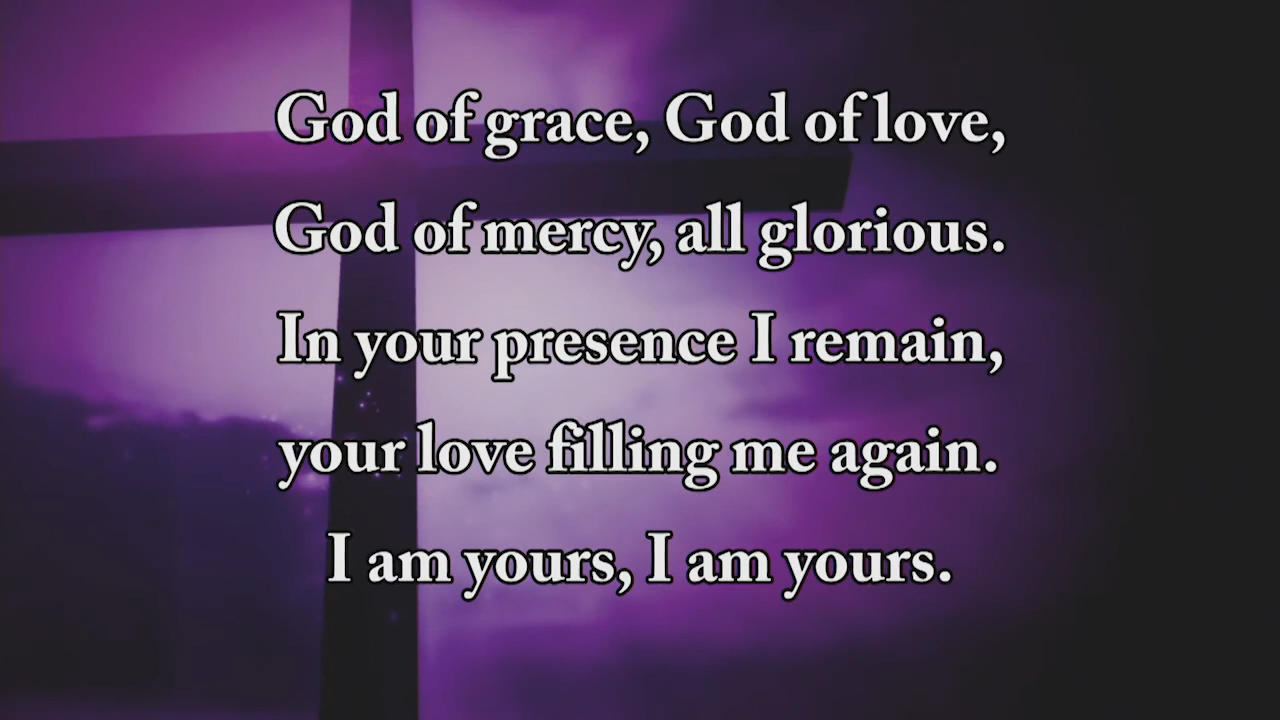 God of grace, God of love,
God of mercy, all glorious.
In your presence I remain,
your love filling me again.
I am yours, I am yours.